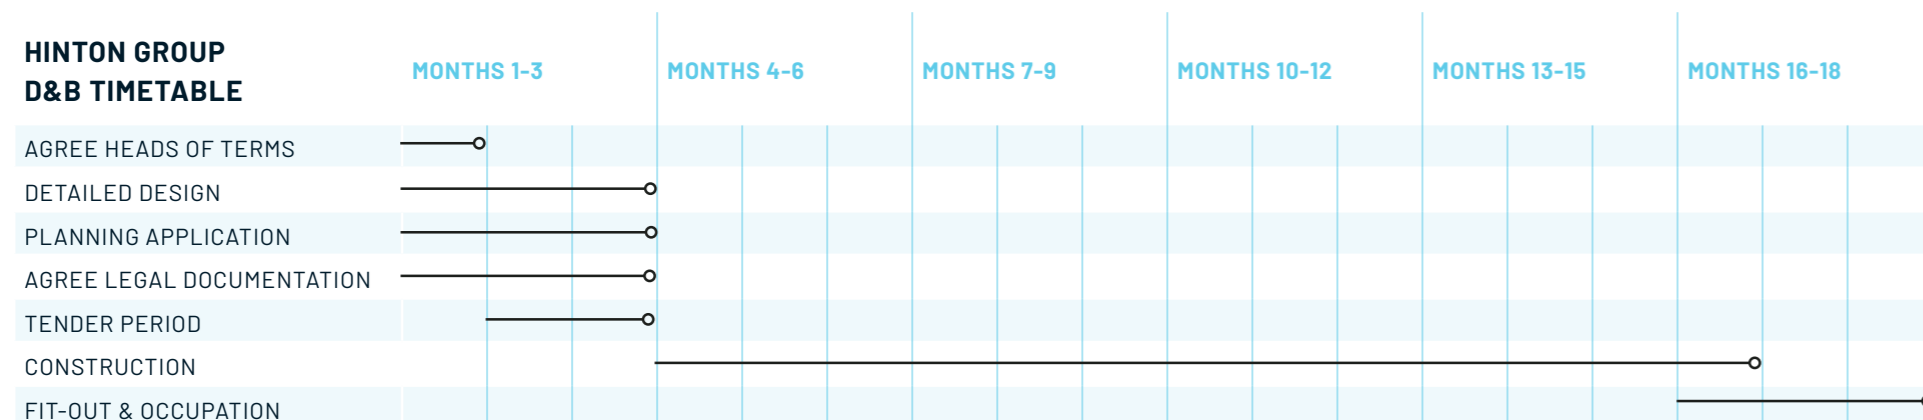 HINTON GROUP
D&B TIMETABLE
MONTHS 1-3
MONTHS 4-6
MONTHS 7-9
MONTHS 10-12
MONTHS 13-15
MONTHS 16-18
AGREE HEADS OF TERMS
DETAILED DESIGN
PLANNING APPLICATION
AGREE LEGAL DOCUMENTATION
TENDER PERIOD
CONSTRUCTION
FIT-OUT & OCCUPATION